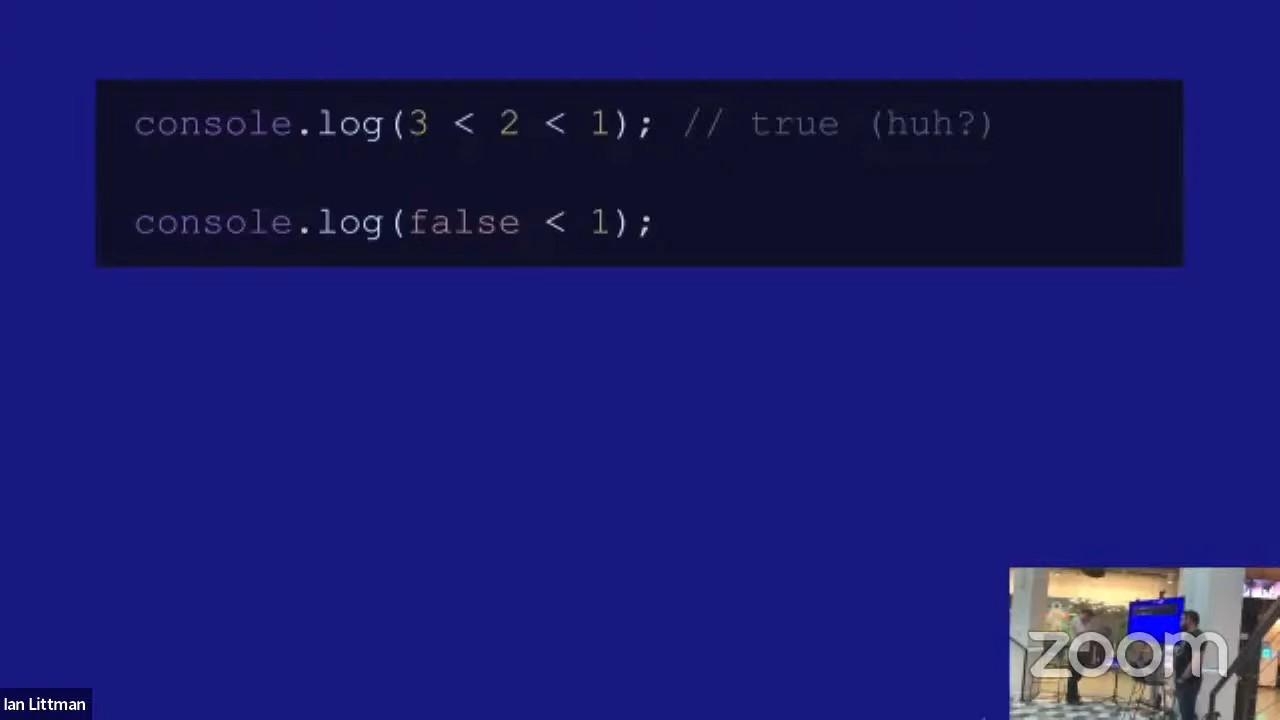 console.log(3 < 2 < 1); // true (huh?)
console.log(false < 1);
zoom
Ian Littman